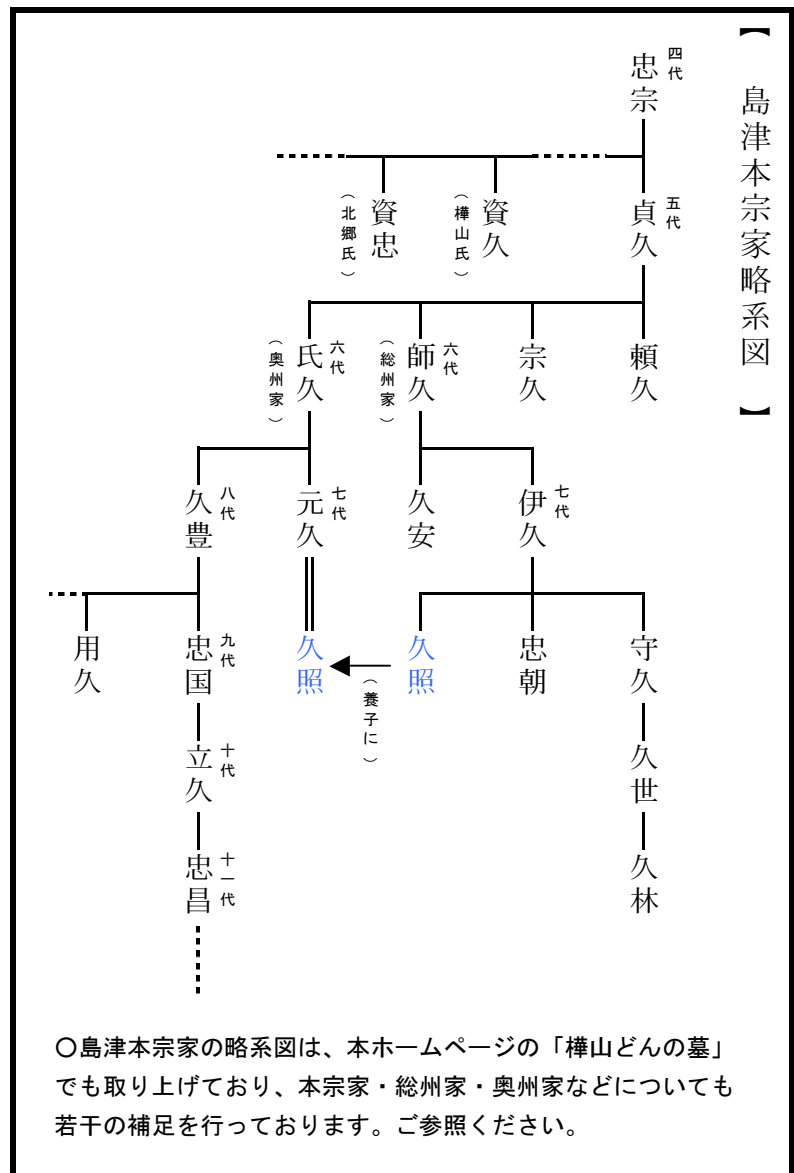 【 島津本宗家略系図 】
四代
忠宗
五代
貞久
資久
（樺山氏）
資忠
（北郷氏）
頼久
宗久
六代
師久
（総州家）
六代
氏久
（奥州家）
七代
伊久
久安
七代
元久
八代
久豊
守久
忠朝
久照
（養子に）
久照
九代
忠国
用久
久世
十代
立久
久林
十一代
忠昌
〇島津本宗家の略系図は、本ホームページの「樺山どんの墓」
でも取り上げており、本宗家・総州家・奥州家などについても
若干の補足を行っております。ご参照ください。